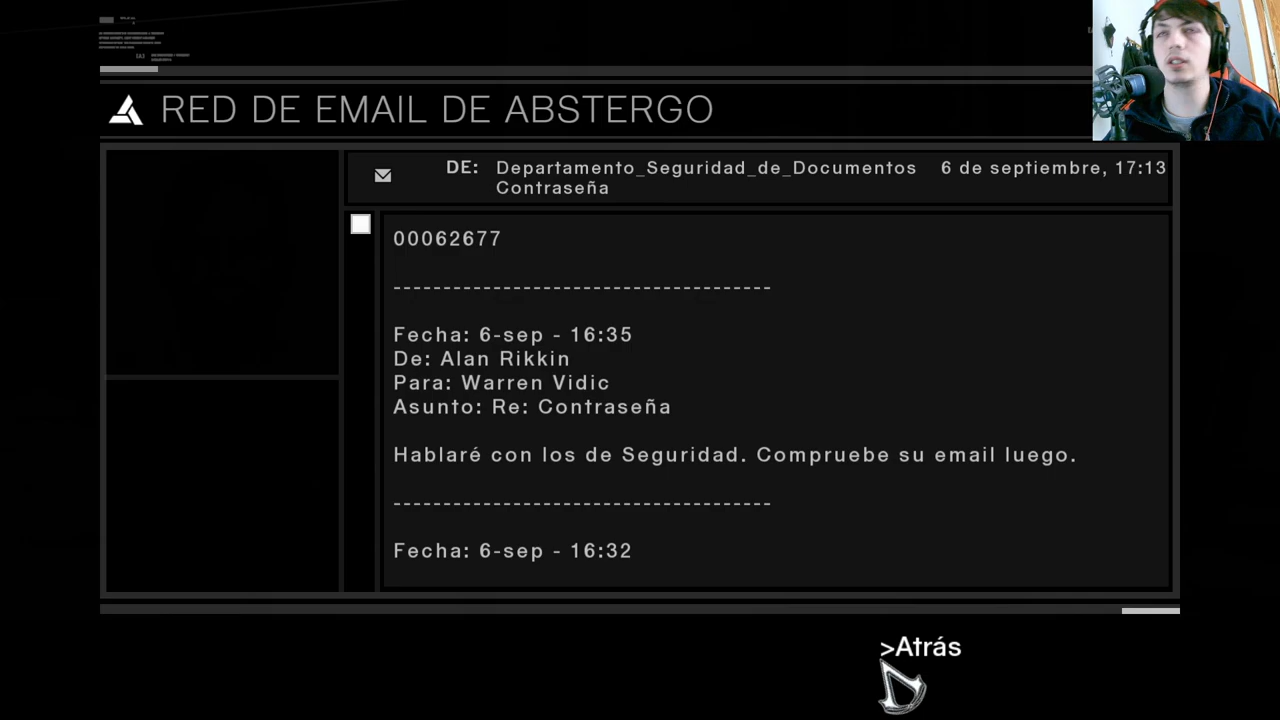 RED DE EMAIL DE ABSTERGO
DE: Departamento_Seguridad_de_Documentos 6 de septiembre, 17:13
Contraseña
00062677
-------------------------------------
Fecha: 6-sep - 16:35
De: Alan Rikkin
Para: Warren Vidic
Asunto: Re: Contraseña
Hablaré con los de Seguridad. Compruebe su email luego.
-------------------------------------
Fecha: 6-sep - 16:32
>Atrás